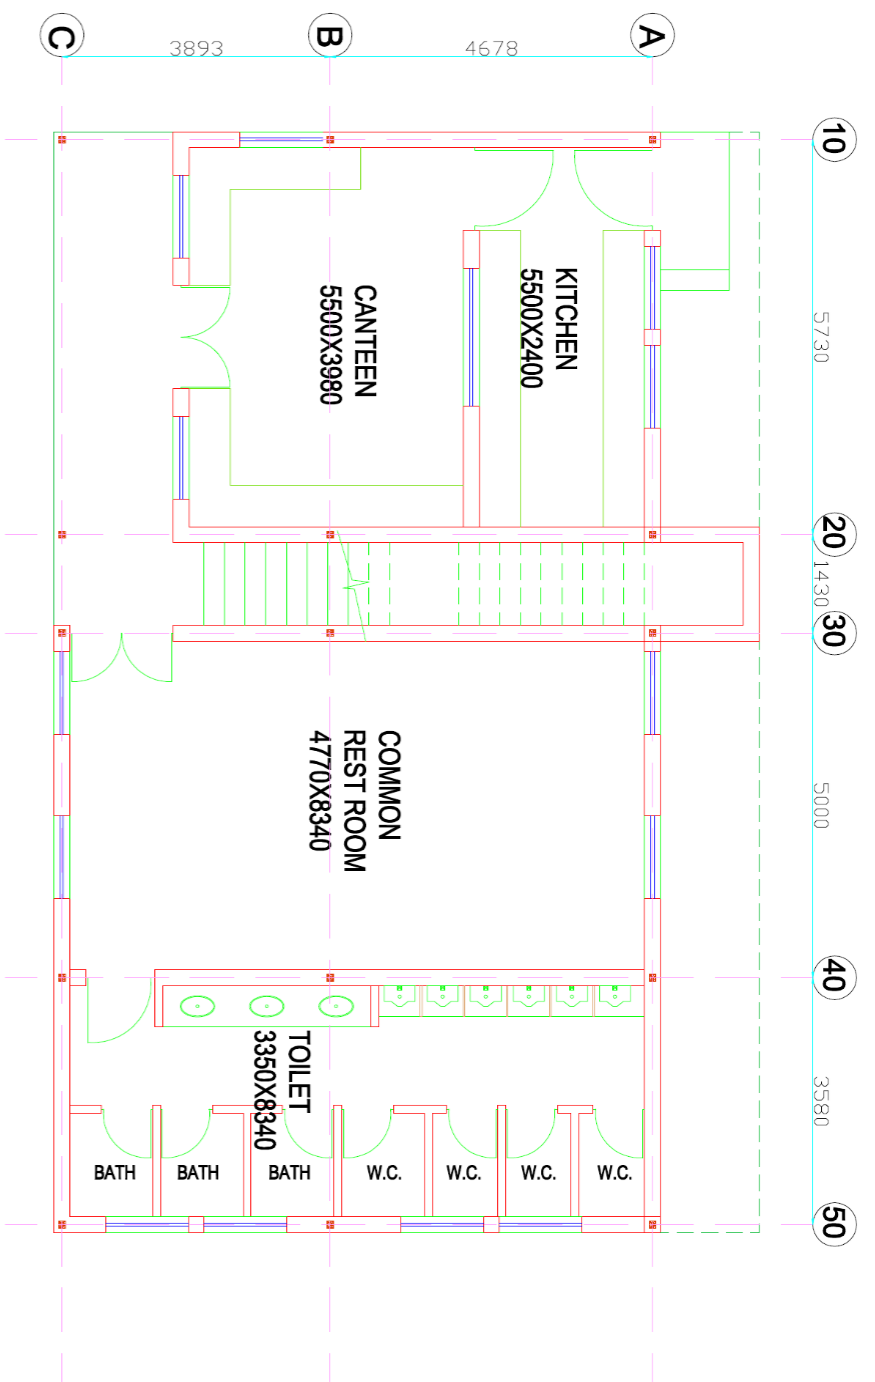 C
3893
B
4678
A
10
5730
20
1430
30
5000
40
3580
50
KITCHEN
5500X2400
CANTEEN
5500X3980
COMMON
REST ROOM
4770X8340
TOILET
3350X8340
BATH
BATH
BATH
W.C.
W.C.
W.C.
W.C.